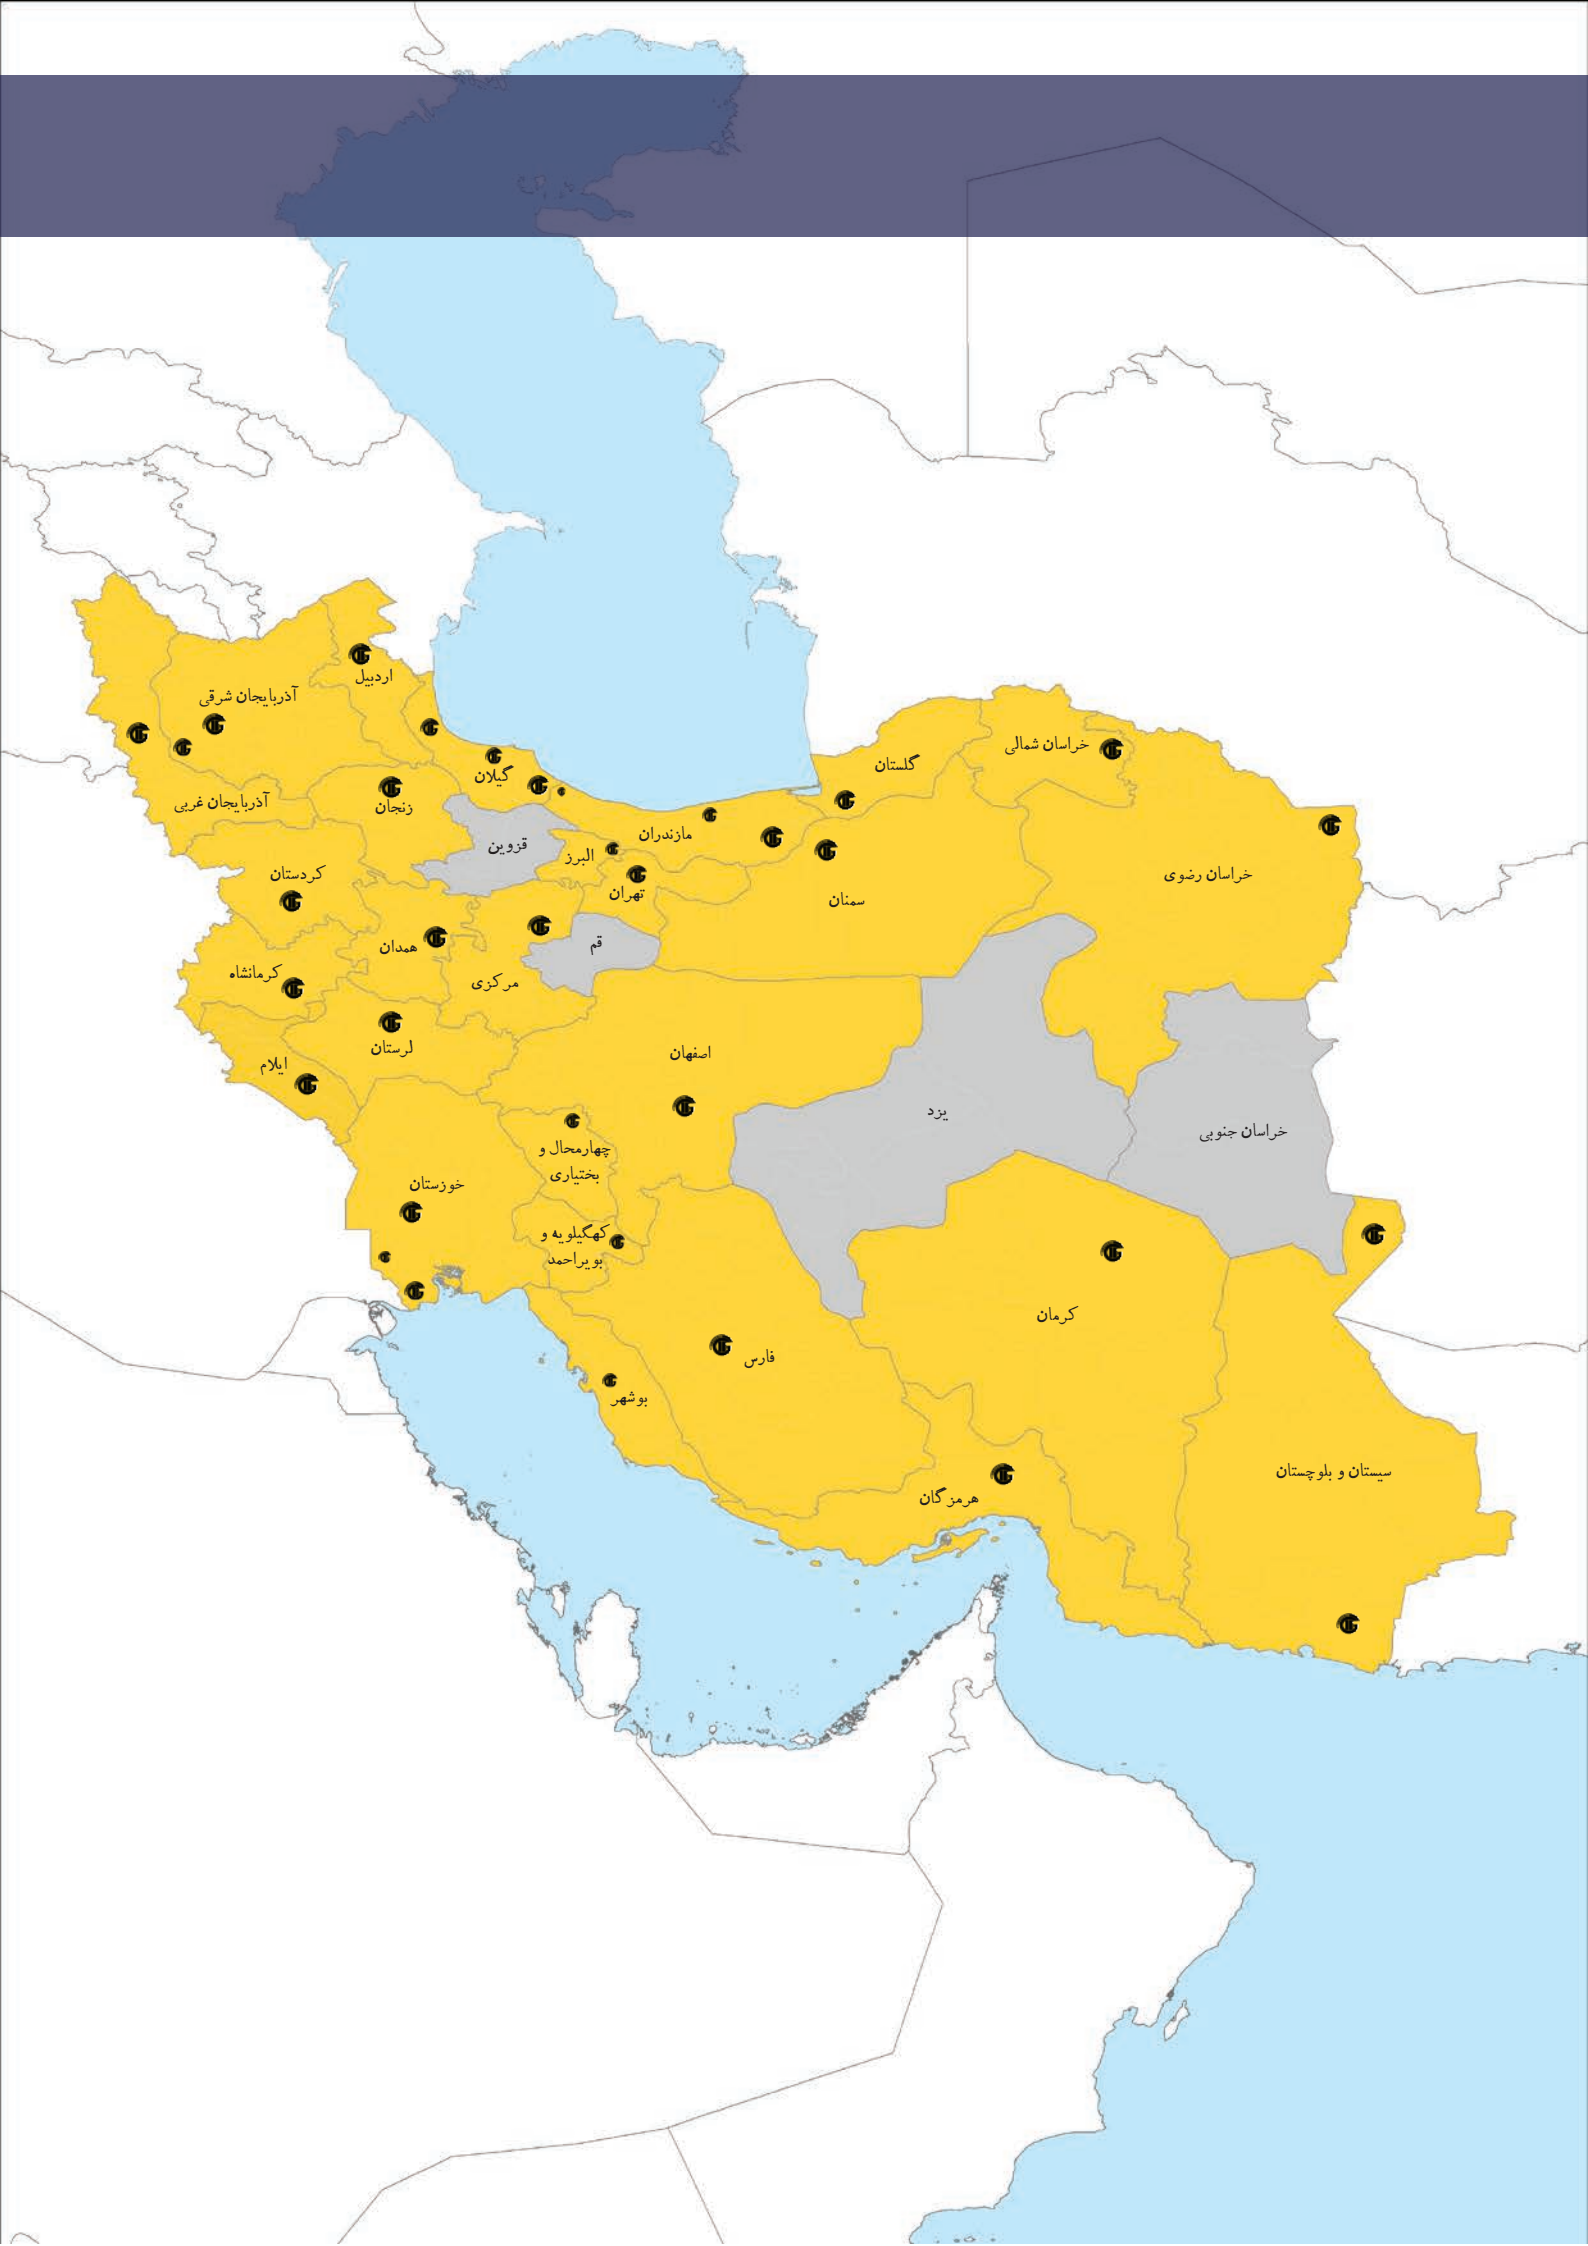 اردبیل
آذربایجان شرقی
آذربایجان غربی
زنجان
گیلان
خراسان شمالی
گلستان
مازندران
قزوین
البرز
تهران
سمنان
خراسان رضوی
کردستان
همدان
قم
کرمانشاه
مرکزی
لرستان
ایلام
اصفهان
یزد
خراسان جنوبی
چهارمحال و
بختیاری
خوزستان
کهگیلویه و
بویراحمد
کرمان
فارس
بوشهر
سیستان و بلوچستان
هرمزگان